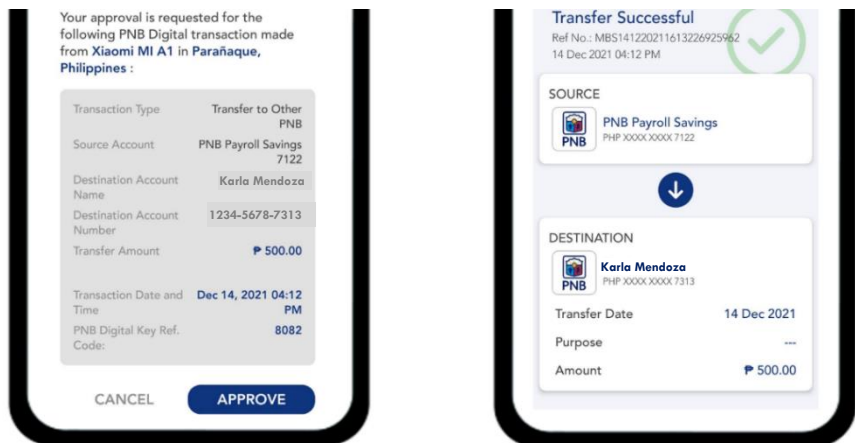 Your approval is requested for the
following PNB Digital transaction made
from Xiaomi MI A1 in Parañaque,
Philippines :
Transaction Type Transfer to Other
PNB
Source Account PNB Payroll Savings
7122
Destination Account Karla Mendoza
Name
Destination Account 1234-5678-7313
Number
Transfer Amount ₱ 500.00
Transaction Date and Dec 14, 2021 04:12
Time PM
PNB Digital Key Ref. 8082
Code:
CANCEL APPROVE
Transfer Successful
Ref No.: MBS141220211613226925962
14 Dec 2021 04:12 PM
SOURCE
PNB
PNB Payroll Savings
PHP XXXX XXXX 7122
DESTINATION
PNB
Karla Mendoza
PHP XXXX XXXX 7313
Transfer Date 14 Dec 2021
Purpose ---
Amount ₱ 500.00